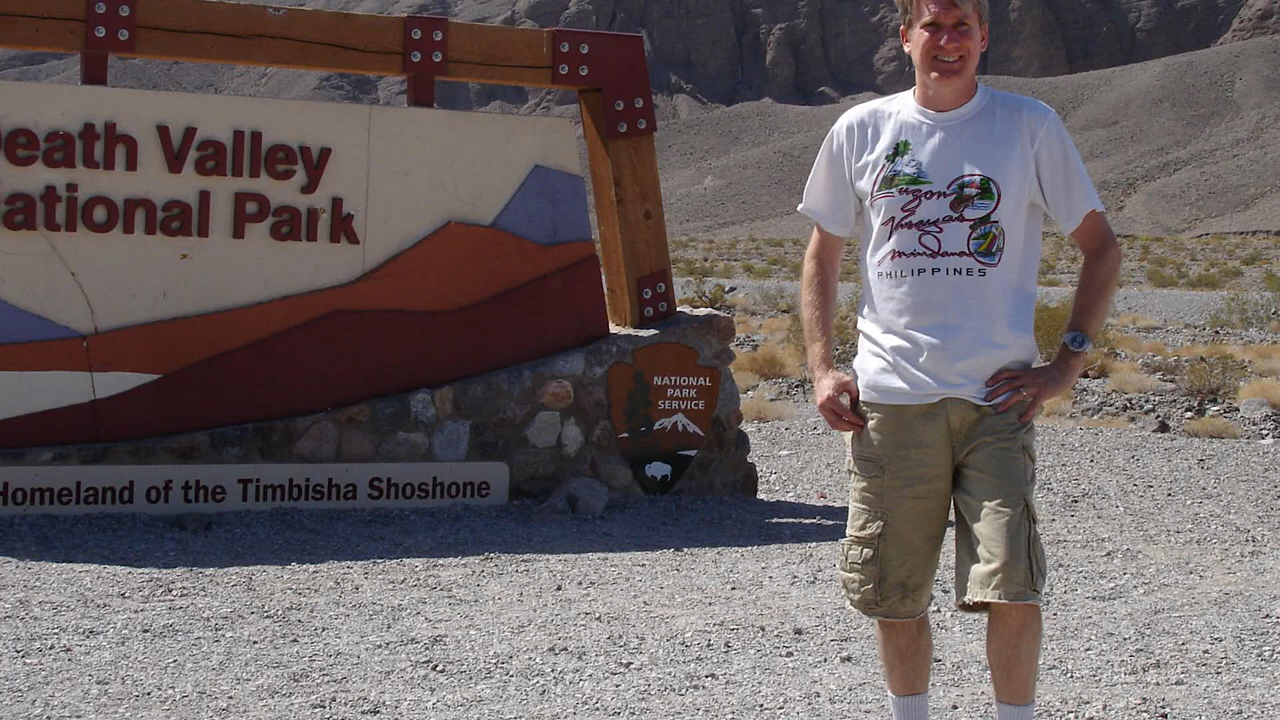 eath Valley
ational Park
NATIONAL
PARK
SERVICE
Homeland of the Timbisha Shoshone
Luzon
Visayas
mindanao
PHILIPPINES